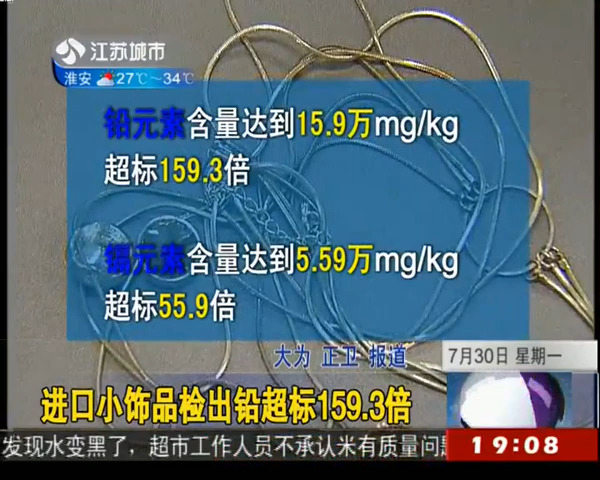 江苏城市
淮安 27℃~34℃
铅元素含量达到15.9万mg/kg
超标159.3倍
镉元素含量达到5.59万mg/kg
超标55.9倍
大为 正卫 报道
7月30日 星期一
进口小饰品检出铅超标159.3倍
发现水变黑了，超市工作人员不承认米有质量问题
19:08